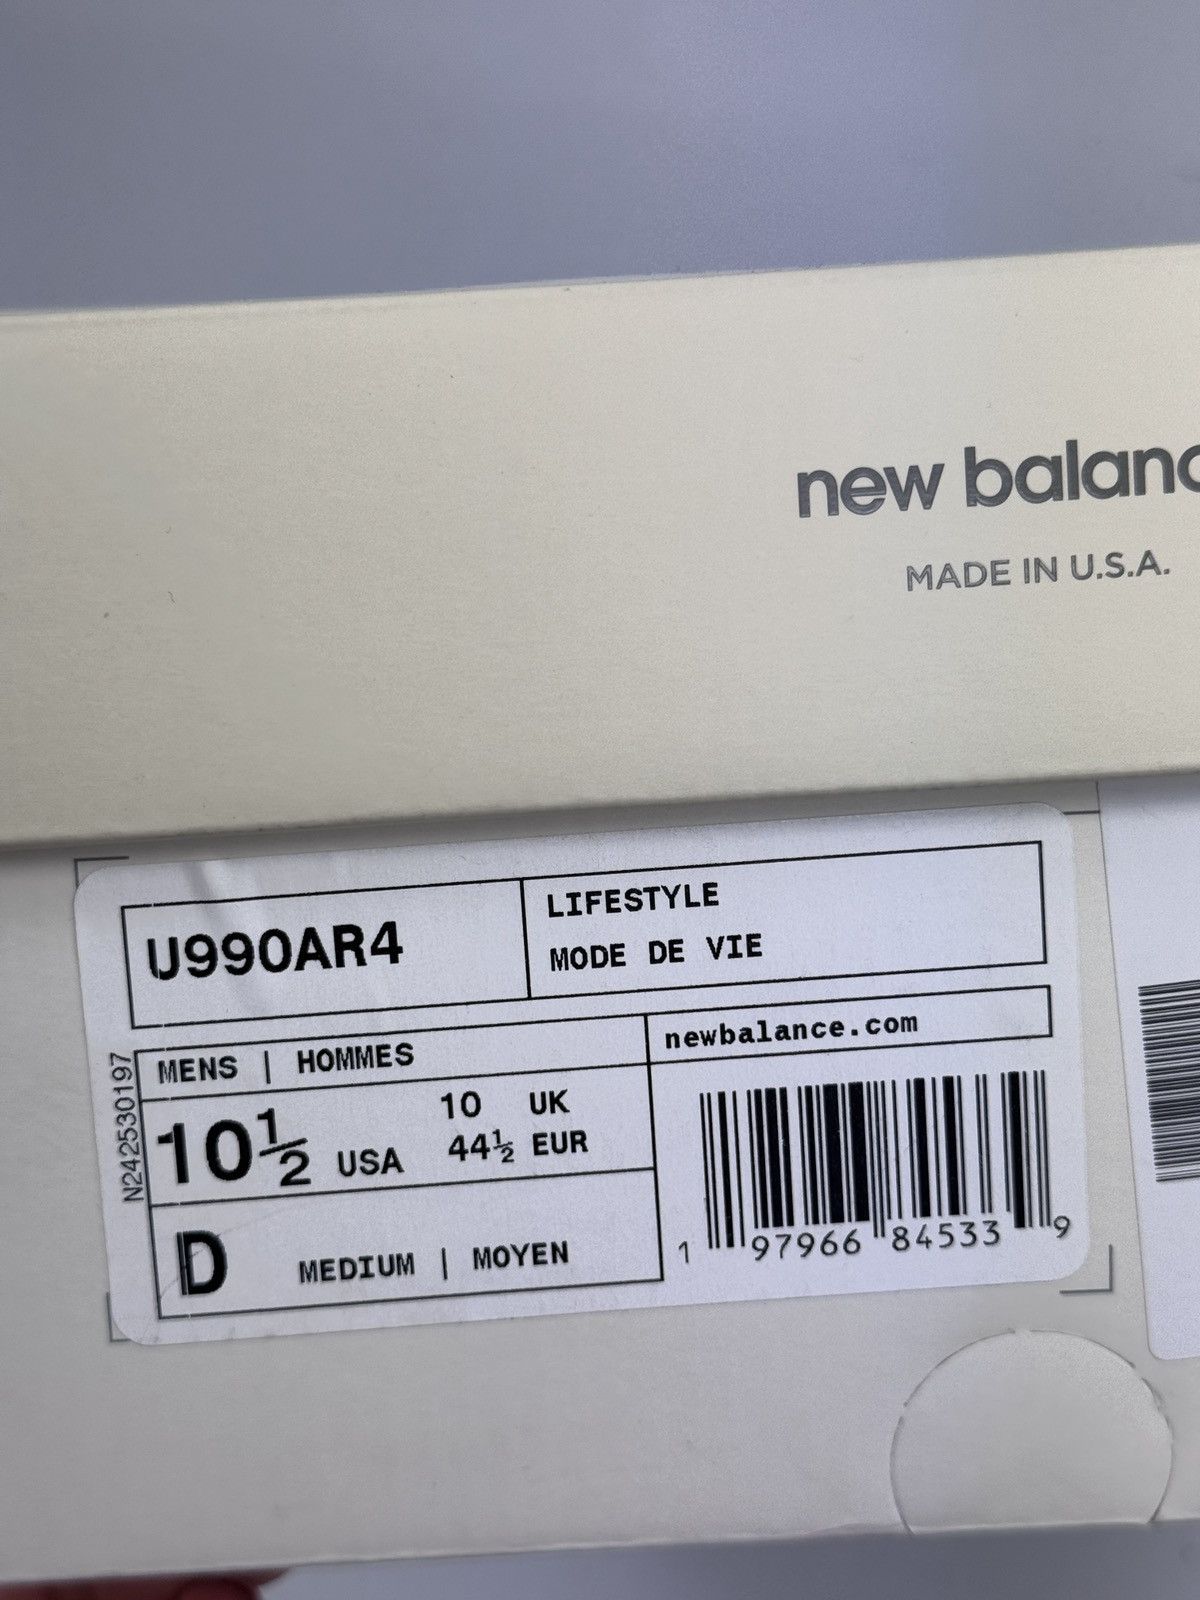 new balanc
MADE IN U.S.A.
U990AR4
LIFESTYLE
MODE DE VIE
newbalance.com
MENS | HOMMES
10½ USA
10 UK
44½ EUR
D MEDIUM | MOYEN
N242530197
1 97966 84533 9